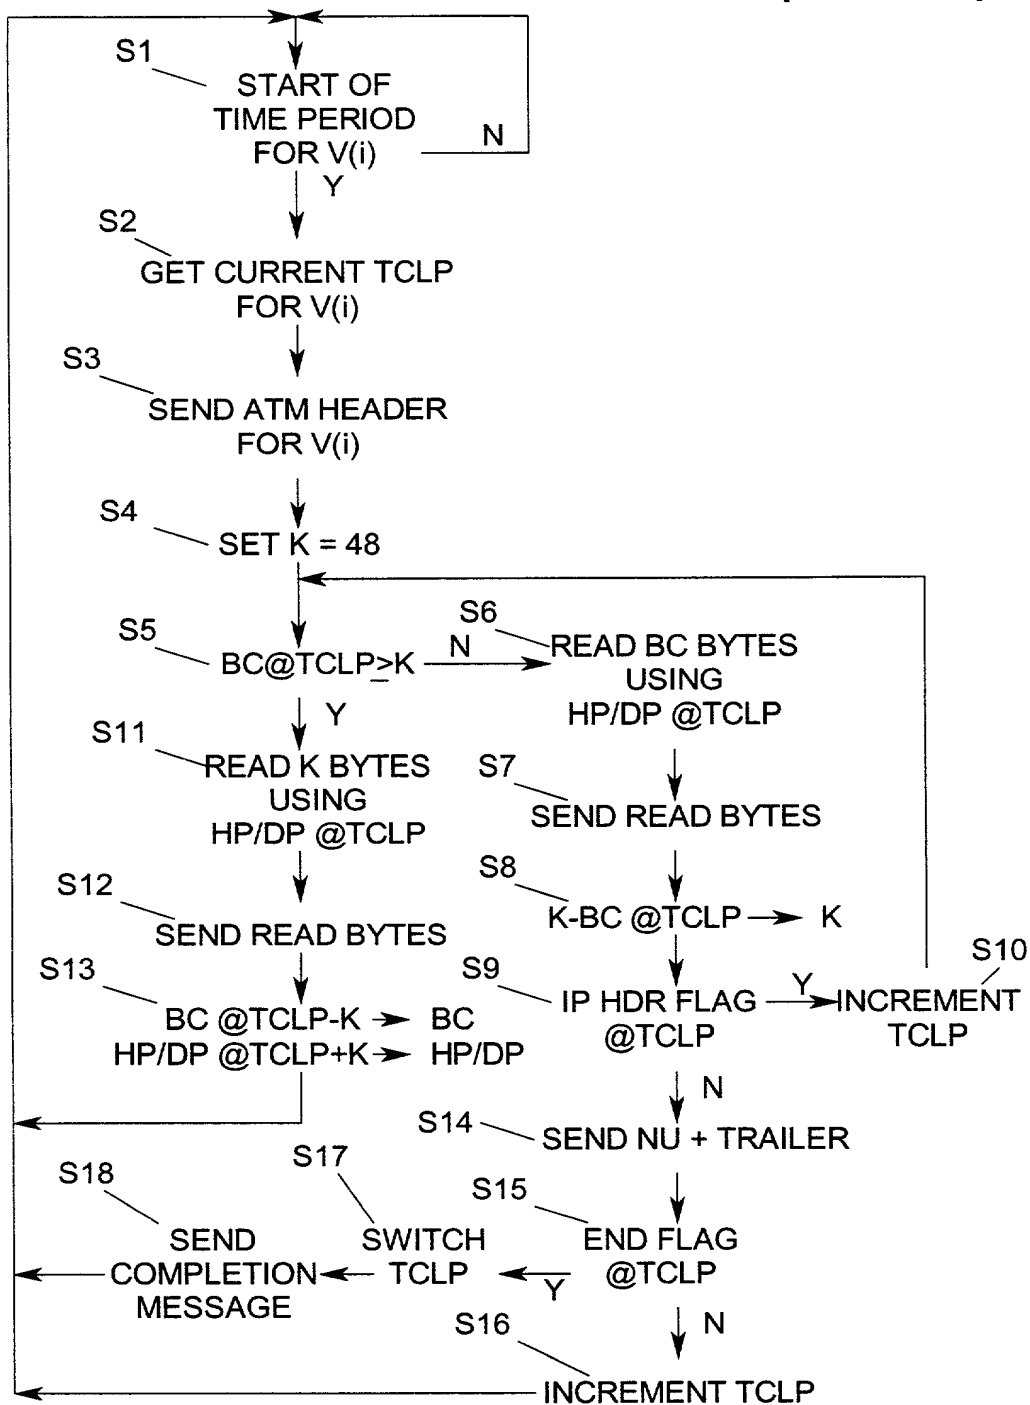 S1
START OF
TIME PERIOD
FOR V(i)
N
Y
S2
GET CURRENT TCLP
FOR V(i)
S3
SEND ATM HEADER
FOR V(i)
S4
SET K = 48
S5
BC@TCLP≥K
N
Y
S6
READ BC BYTES
USING
HP/DP @TCLP
S11
READ K BYTES
USING
HP/DP @TCLP
S7
SEND READ BYTES
S12
SEND READ BYTES
S8
K-BC @TCLP
K
S13
BC @TCLP-K
BC
HP/DP @TCLP+K
HP/DP
S9
IP HDR FLAG
@TCLP
Y
N
S10
INCREMENT
TCLP
S14
SEND NU + TRAILER
S15
END FLAG
@TCLP
Y
N
S17
SWITCH
TCLP
S18
SEND
COMPLETION
MESSAGE
S16
INCREMENT TCLP